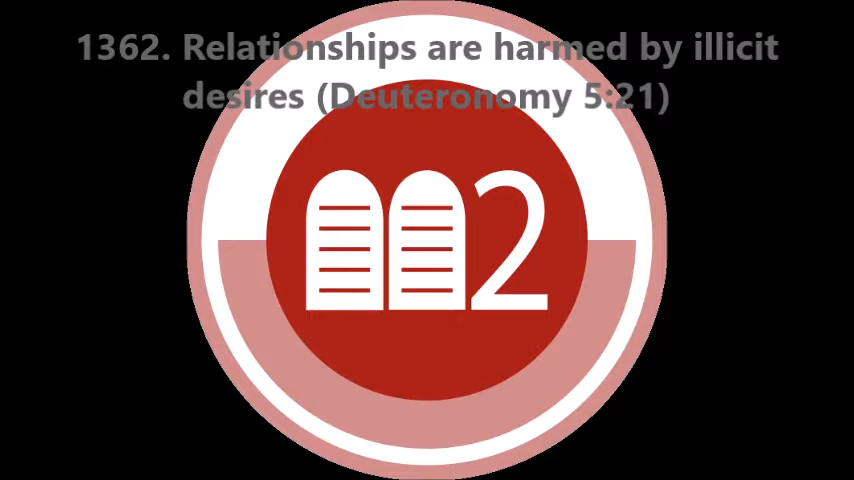 1362. Relationships are harmed by illicit
desires (Deuteronomy 5:21)
2